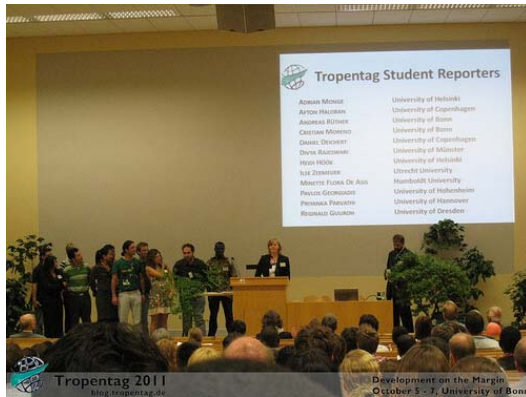 Tropentag Student Reporters
ADRIAN MONGE University of Helsinki
AFTON HALORAN University of Copenhagen
ANDREAS RÜTHER University of Bonn
CRISTIAN MORENO University of Bonn
DANIEL DEICHERT University of Copenhagen
DIVYA RAJESWARI University of Münster
HEIDI HÖÖK University of Helsinki
ILSE ZEEMEIJER Utrecht University
MINETTE FLORA DE ASIS Humboldt University
PAVLOS GEORGIADIS University of Hohenheim
PRIYANKA PARVATHI University of Hannover
REGINALD University of Dresden
Tropentag 2011
blog.tropentag.de
Development on the Margin
October 5 - 7, University of Bonn